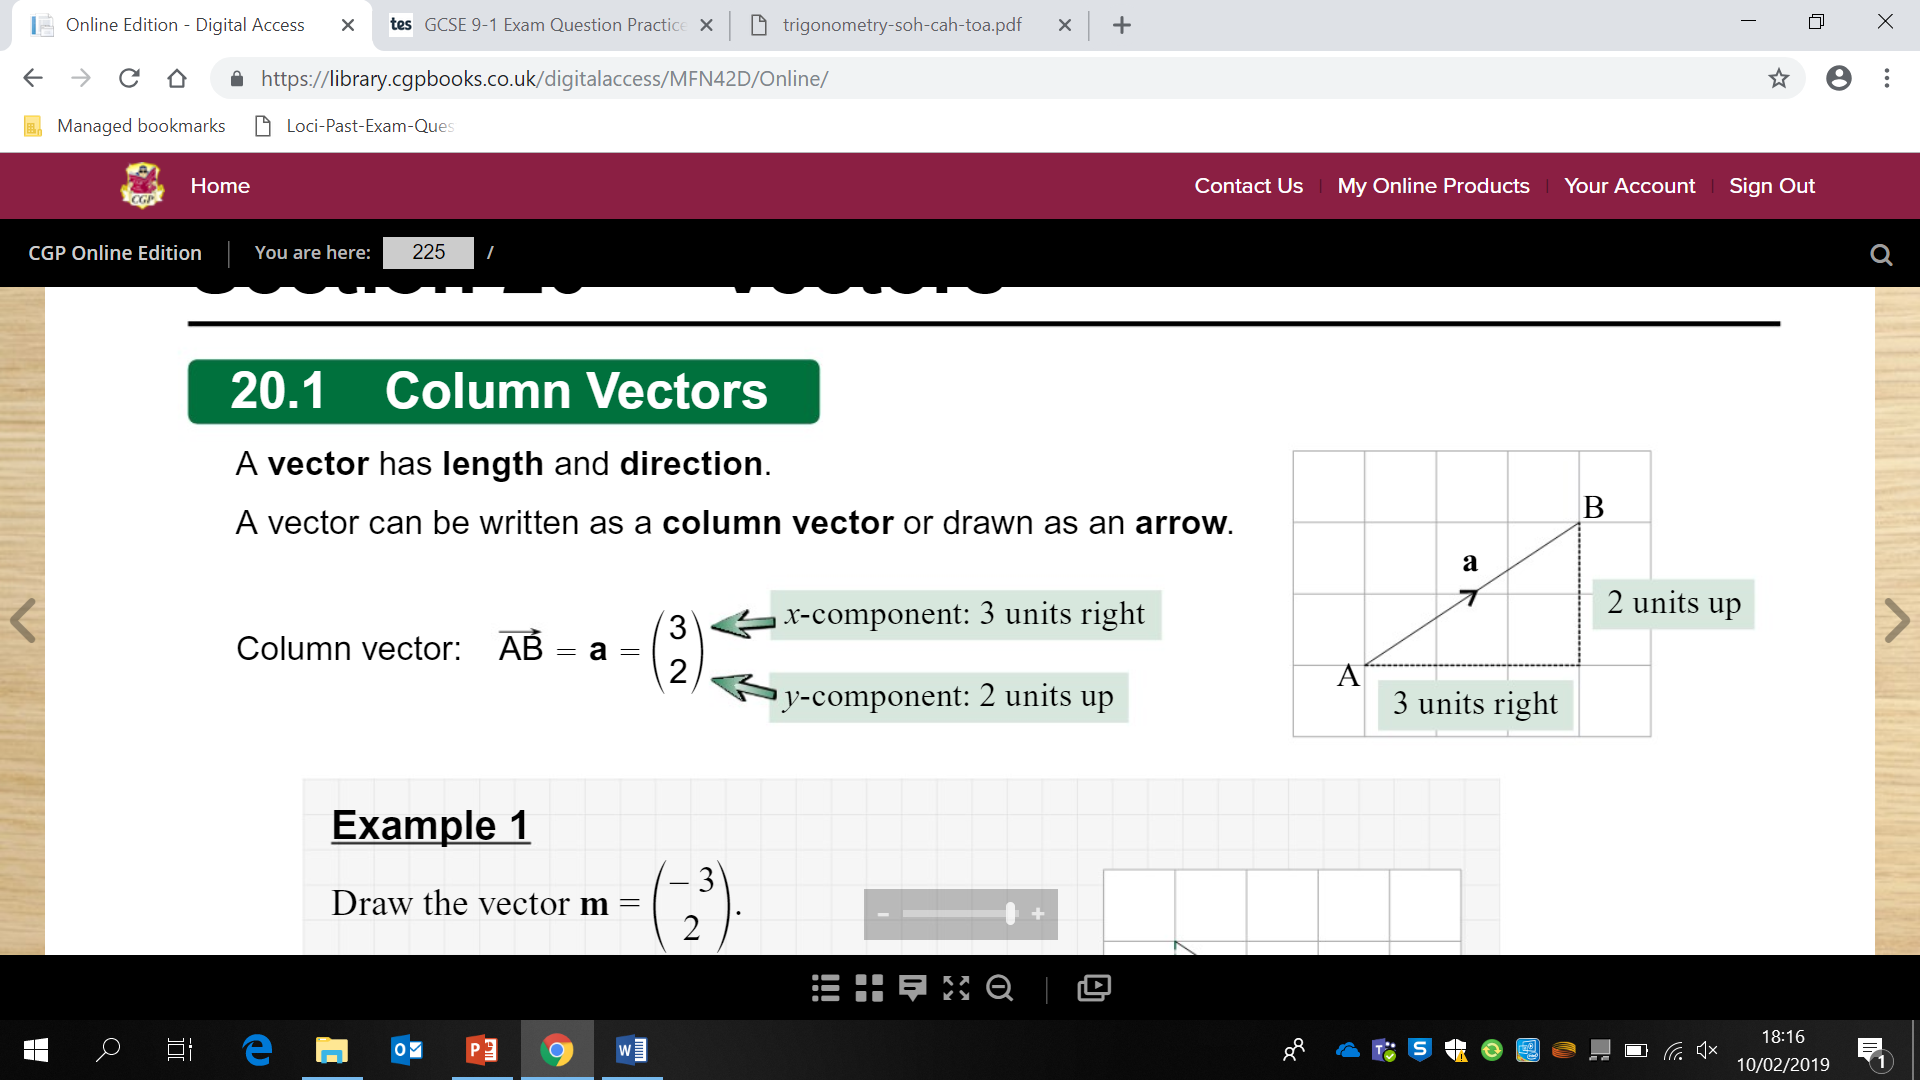 Online Edition - Digital Access
tes GCSE 9-1 Exam Question Practice
trigonometry-soh-cah-toa.pdf
https://library.cgpbooks.co.uk/digitalaccess/MFN42D/Online/
Managed bookmarks
Loci-Past-Exam-Ques
CGP
Home
Contact Us
My Online Products
Your Account
Sign Out
CGP Online Edition
You are here: 225 /
20.1 Column Vectors
A vector has length and direction.
A vector can be written as a column vector or drawn as an arrow.
Column vector: AB = a = (3 2)
x-component: 3 units right
y-component: 2 units up
B
a
2 units up
A
3 units right
Example 1
Draw the vector m = (−3 2).
18:16
10/02/2019
1